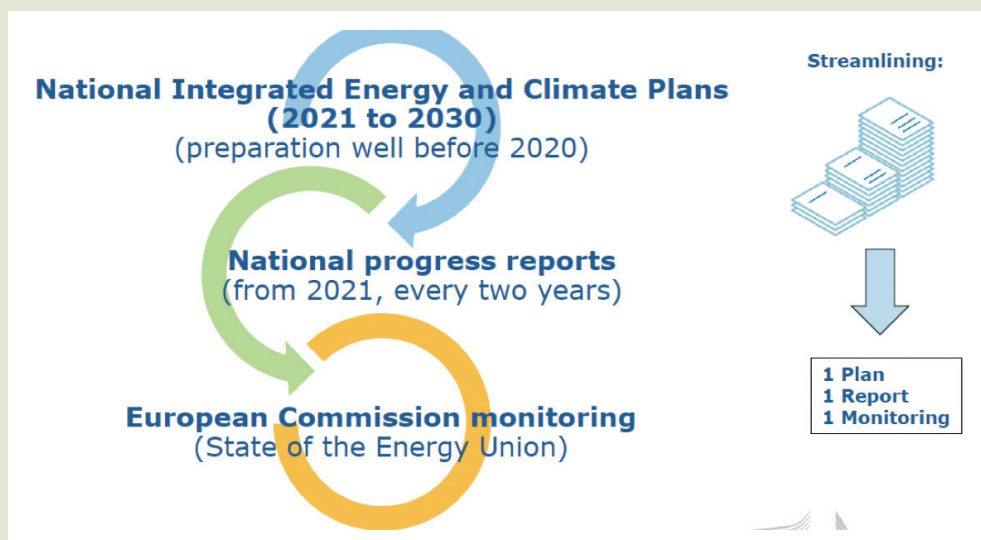 National Integrated Energy and Climate Plans
(2021 to 2030)
(preparation well before 2020)
National progress reports
(from 2021, every two years)
European Commission monitoring
(State of the Energy Union)
Streamlining:
1 Plan
1 Report
1 Monitoring